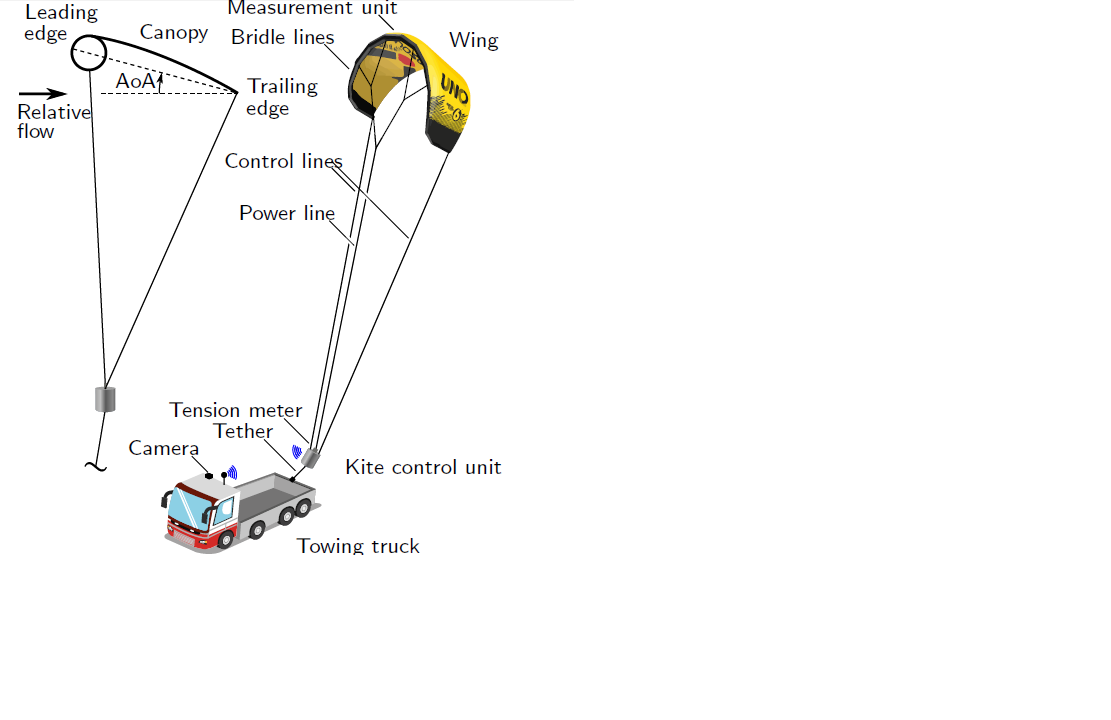 Leading
edge
Canopy
AoA
Relative
flow
Trailing
edge
Measurement unit
Bridle lines
Wing
UNO
Control lines
Power line
Tension meter
Tether
Camera
Kite control unit
Towing truck